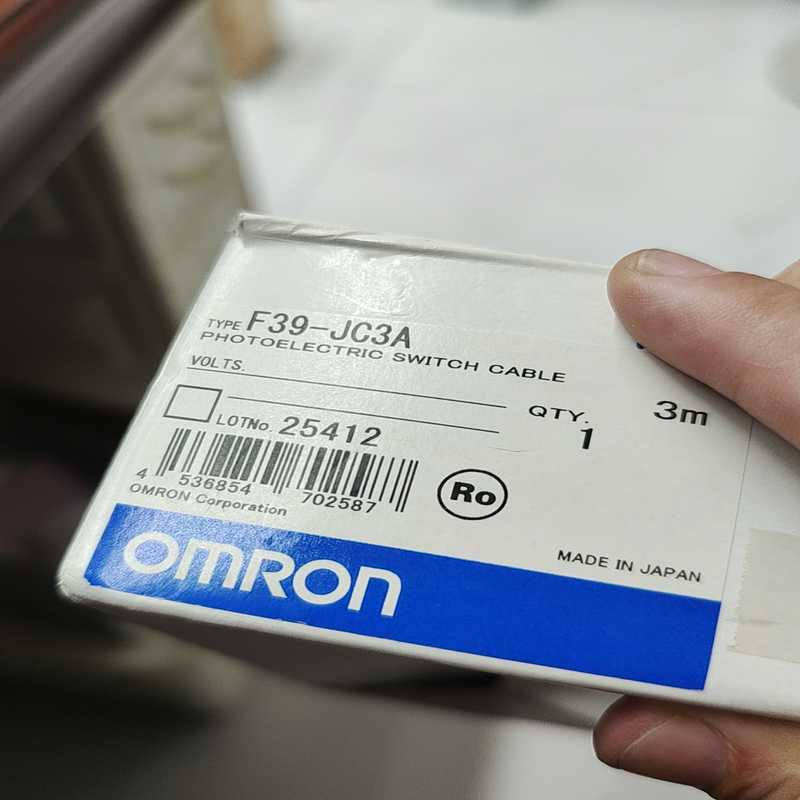 TYPE F39-JC3A
PHOTOELECTRIC SWITCH CABLE
VOLTS.
QTY. 3m
1
LOTNo. 25412
4 536854 702587
Ro
OMRON Corporation
MADE IN JAPAN
OMRON